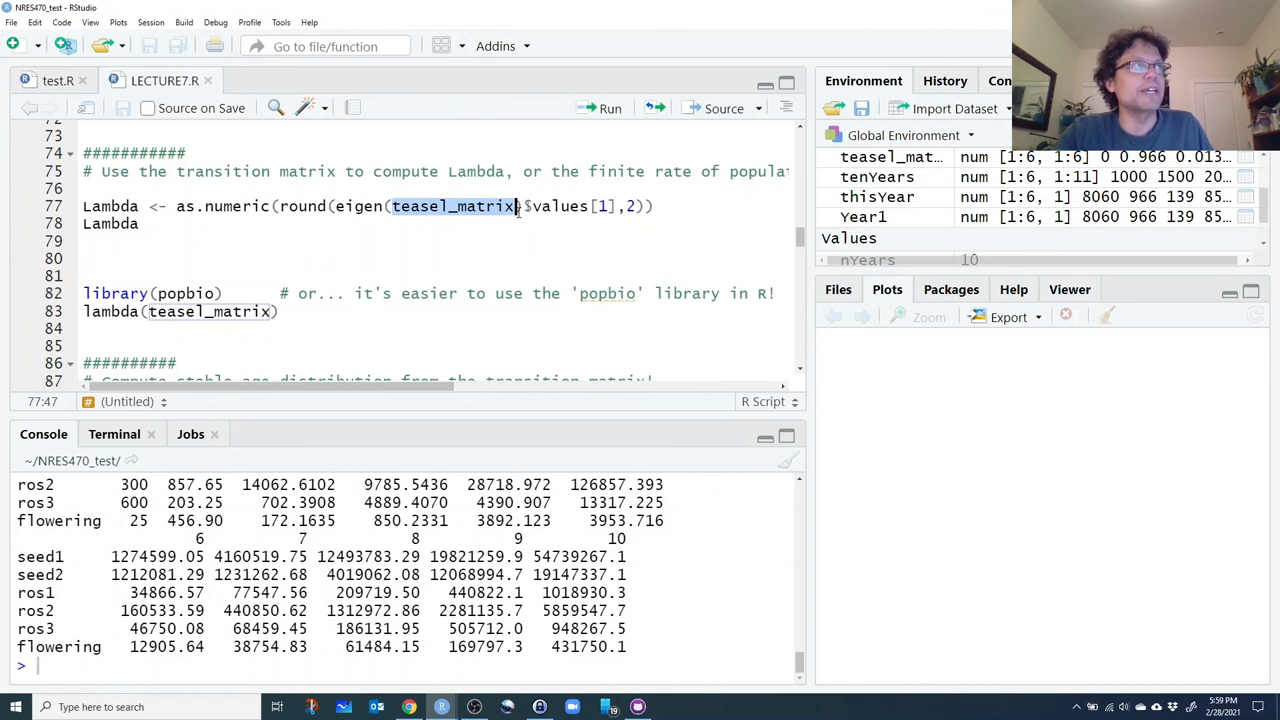 NRES470_test - RStudio
File Edit Code View Plots Session Build Debug Profile Tools Help
Go to file/function Addins
test.R LECTURE7.R
Source on Save Run Source
72
73
74 ###########
75 # Use the transition matrix to compute Lambda, or the finite rate of populat
76
77 Lambda <- as.numeric(round(eigen(teasel_matrix)$values[1],2))
78 Lambda
79
80
81
82 library(popbio) # or... it's easier to use the 'popbio' library in R!
83 lambda(teasel_matrix)
84
85
86 ##########
87 # Compute stable age distribution from the transition matrix!
77:47 (Untitled) R Script
Console Terminal Jobs
~/NRES470_test/
ros2 300 857.65 14062.6102 9785.5436 28718.972 126857.393
ros3 600 203.25 702.3908 4889.4070 4390.907 13317.225
flowering 25 456.90 172.1635 850.2331 3892.123 3953.716
6 7 8 9 10
seed1 1274599.05 4160519.75 12493783.29 19821259.9 54739267.1
seed2 1212081.29 1231262.68 4019062.08 12068994.7 19147337.1
ros1 34866.57 77547.56 209719.50 440822.1 1018930.3
ros2 160533.59 440850.62 1312972.86 2281135.7 5859547.7
ros3 46750.08 68459.45 186131.95 505712.0 948267.5
flowering 12905.64 38754.83 61484.15 169797.3 431750.1
>
Environment History Con
Import Dataset
Global Environment
teasel_mat… num [1:6, 1:6] 0 0.966 0.013…
tenYears num [1:6, 1:11] 1000 1500 20…
thisYear num [1:6, 1] 8060 139 85…
Year1 num [1:6, 1] 8060 139 85…
Values
nYears 10
Files Plots Packages Help Viewer
Zoom Export
Type here to search
19
5:59 PM
2/28/2021